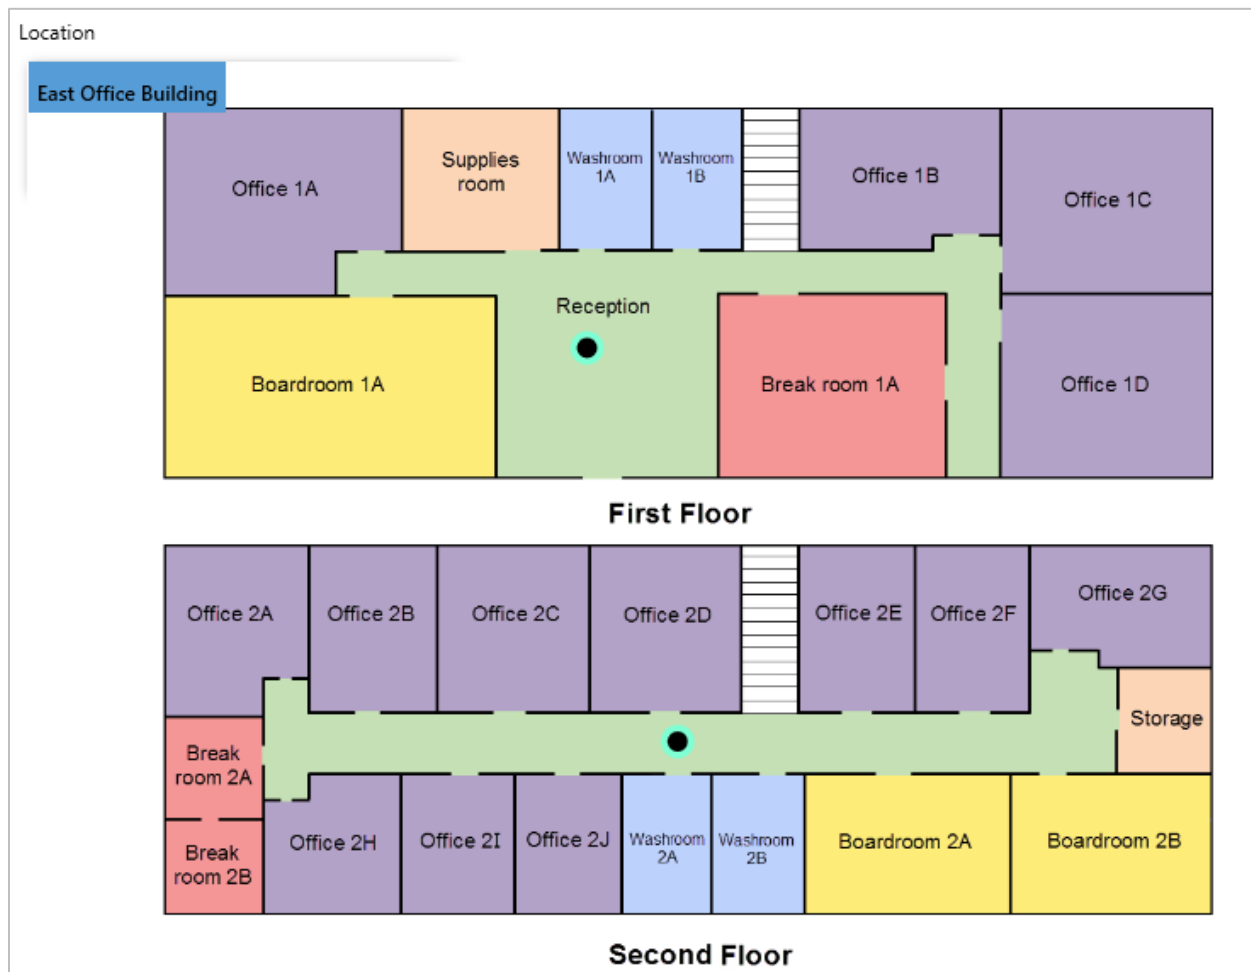 Location
East Office Building
Office 1A
Supplies
room
Washroom
1A
Washroom
1B
Office 1B
Office 1C
Reception
Boardroom 1A
Break room 1A
Office 1D
First Floor
Office 2A
Office 2B
Office 2C
Office 2D
Office 2E
Office 2F
Office 2G
Storage
Break
room 2A
Break
room 2B
Office 2H
Office 2I
Office 2J
Washroom
2A
Washroom
2B
Boardroom 2A
Boardroom 2B
Second Floor